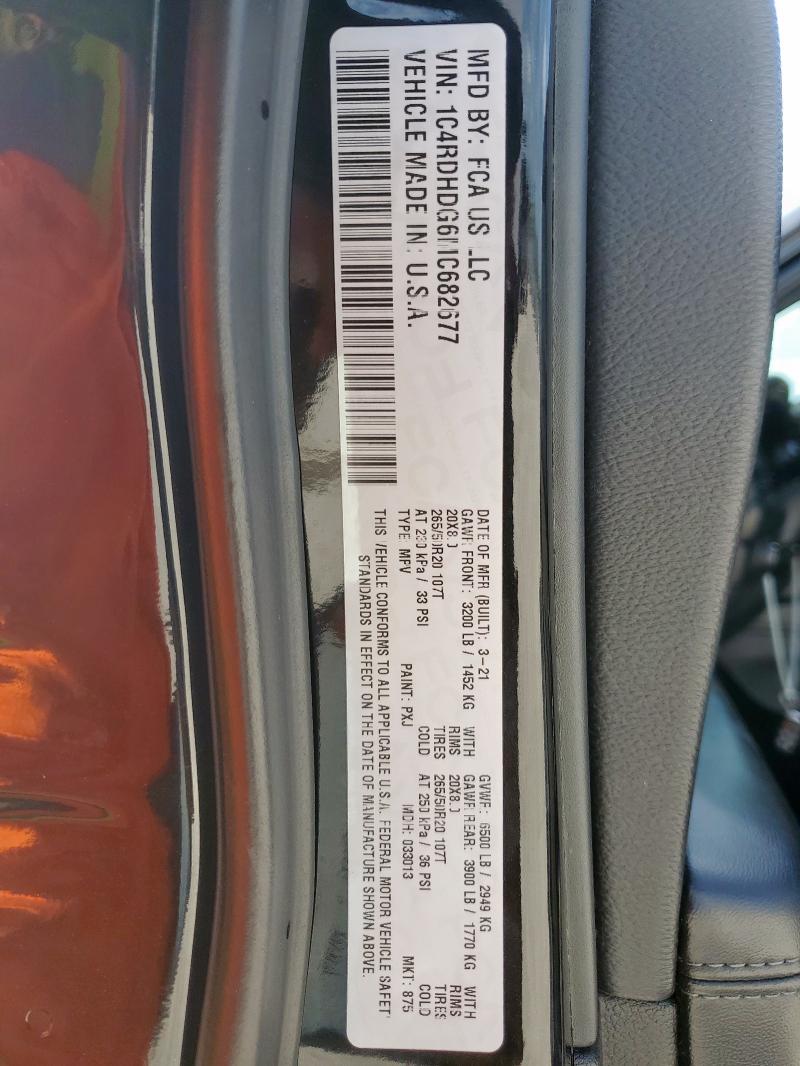 MFD BY: FCA US LLC
VIN: 1C4RDHDG6MC682677
VEHICLE MADE IN: U.S.A.
DATE OF MFR (BUILT): 3-21 GVWR: 6500 LB / 2949 KG
GAWR FRONT: 3200 LB / 1452 KG WITH GAWR REAR: 3900 LB / 1770 KG WITH
20X8.0 RIMS 20X8.0 RIMS
265/50R20 107T TIRES 265/50R20 107T TIRES
AT 230 kPa / 33 PSI COLD AT 250 kPa / 36 PSI COLD
TYPE: MPV PAINT: PXJ MDH: 033013 MKT: 875
THIS VEHICLE CONFORMS TO ALL APPLICABLE U.S.A. FEDERAL MOTOR VEHICLE SAFETY
STANDARDS IN EFFECT ON THE DATE OF MANUFACTURE SHOWN ABOVE.